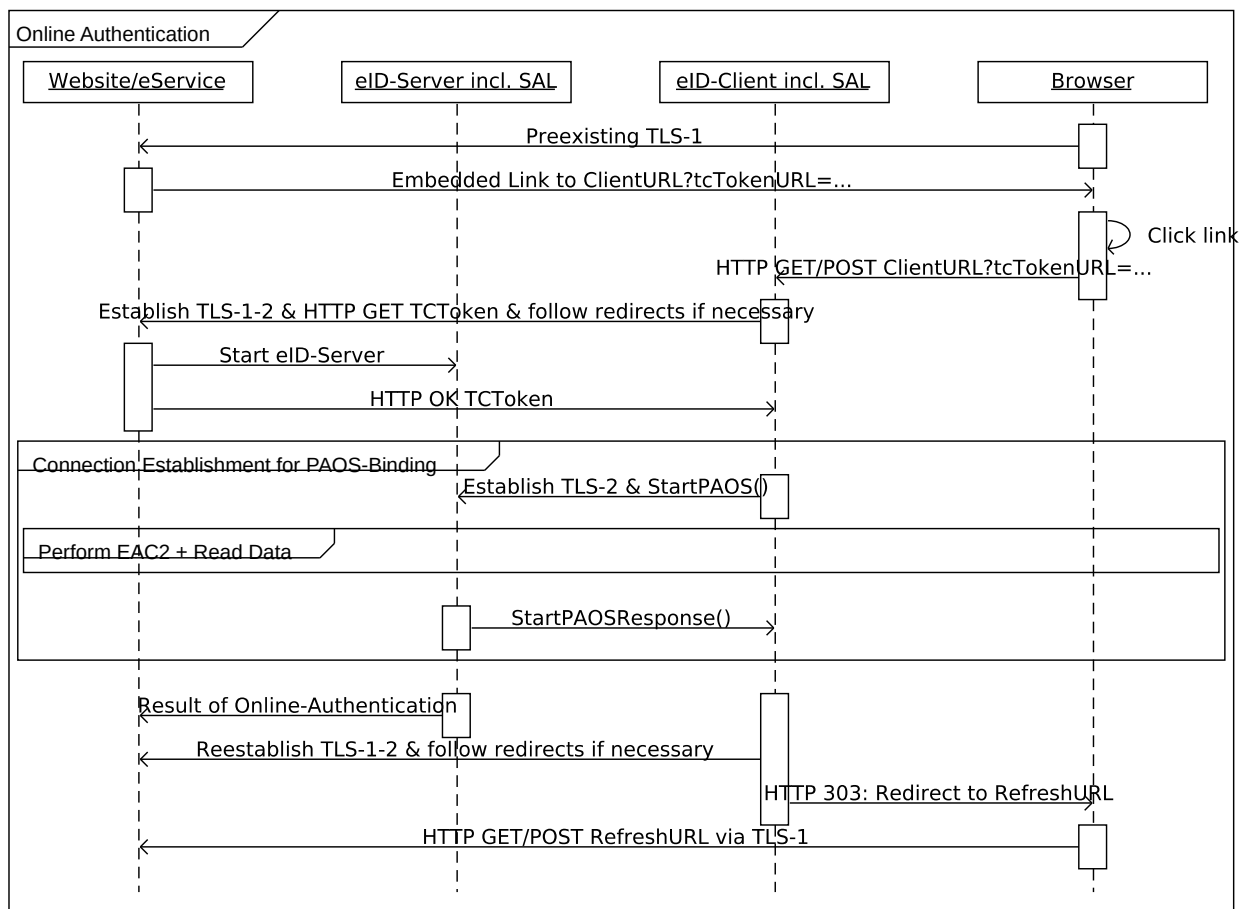 Online Authentication
Website/eService
eID-Server incl. SAL
eID-Client incl. SAL
Browser
Preexisting TLS-1
Embedded Link to ClientURL?tcTokenURL=...
Click link
HTTP GET/POST ClientURL?tcTokenURL=...
Establish TLS-1-2 & HTTP GET TCToken & follow redirects if necessary
Start eID-Server
HTTP OK TCToken
Connection Establishment for PAOS-Binding
Establish TLS-2 & StartPAOS()
Perform EAC2 + Read Data
StartPAOSResponse()
Result of Online-Authentication
Reestablish TLS-1-2 & follow redirects if necessary
HTTP 303: Redirect to RefreshURL
HTTP GET/POST RefreshURL via TLS-1